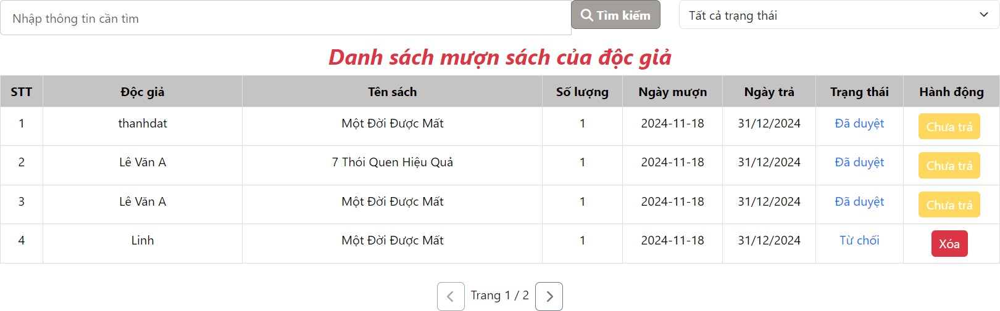 Nhập thông tin cần tìm Tìm kiếm Tất cả trạng thái
Danh sách mượn sách của độc giả
STT Độc giả Tên sách Số lượng Ngày mượn Ngày trả Trạng thái Hành động
1 thanhdat Một Đời Được Mất 1 2024-11-18 31/12/2024 Đã duyệt Chưa trả
2 Lê Văn A 7 Thói Quen Hiệu Quả 1 2024-11-18 31/12/2024 Đã duyệt Chưa trả
3 Lê Văn A Một Đời Được Mất 1 2024-11-18 31/12/2024 Đã duyệt Chưa trả
4 Linh Một Đời Được Mất 1 2024-11-18 31/12/2024 Từ chối Xóa
Trang 1 / 2